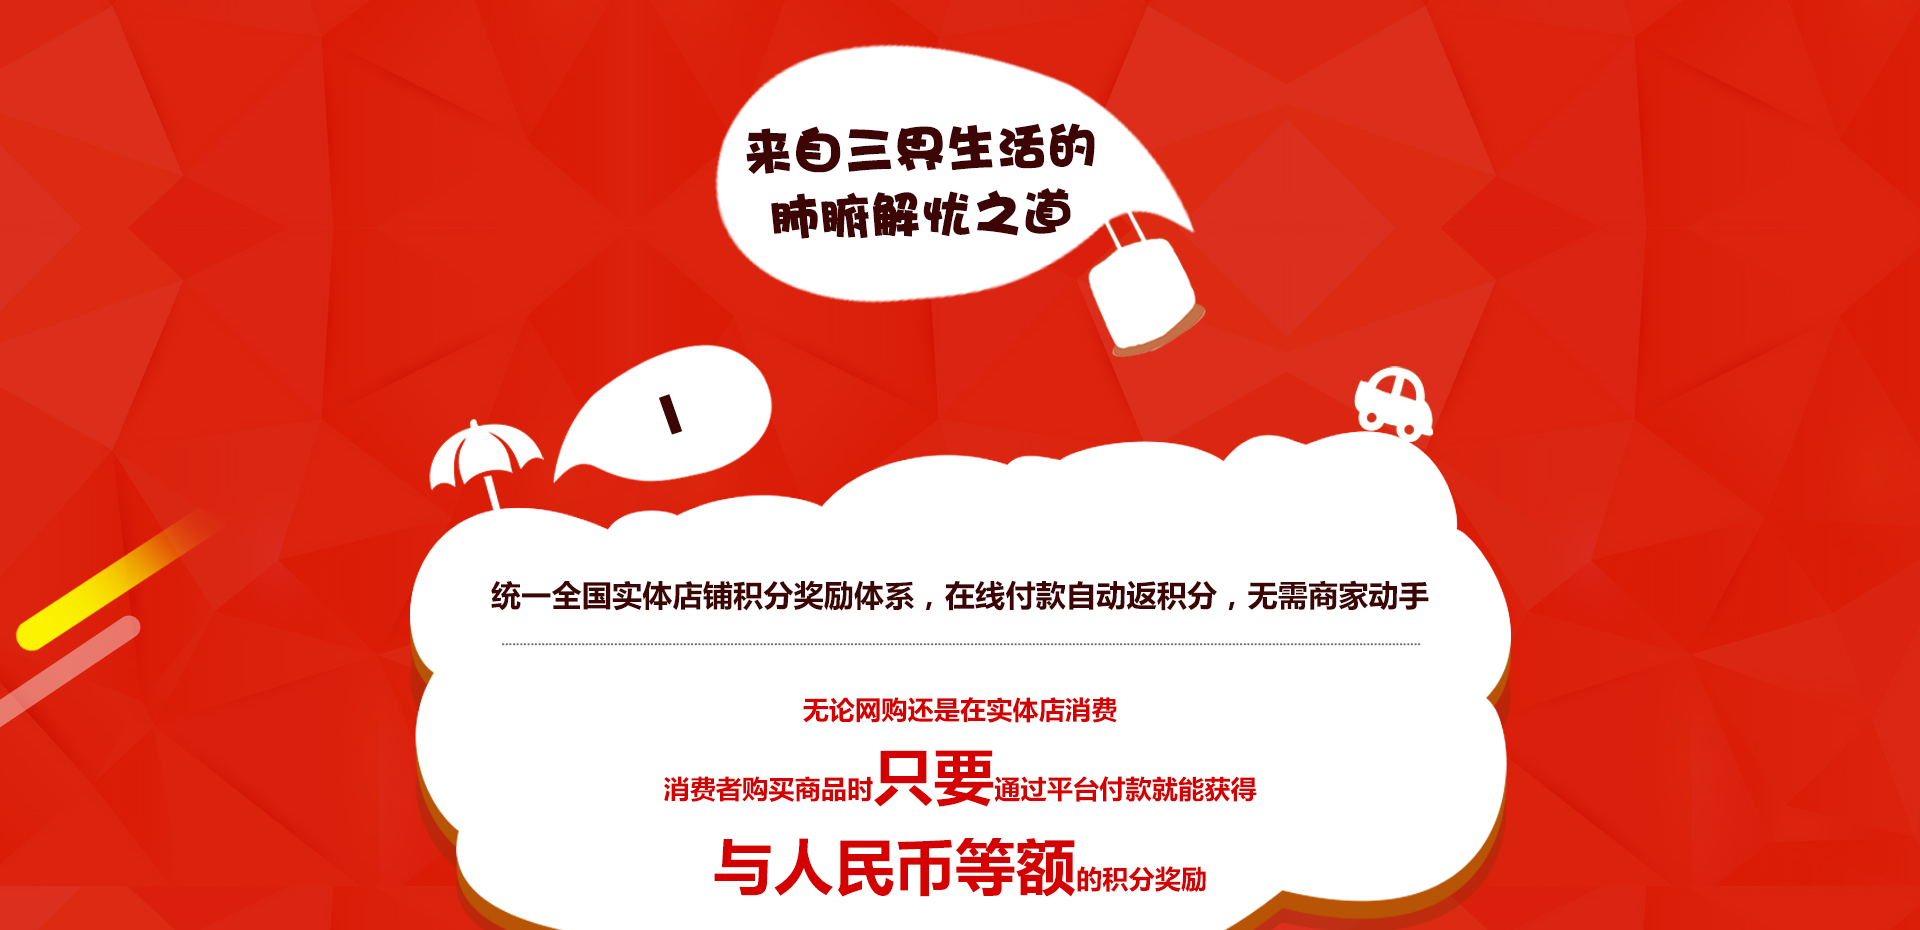 来自三界生活的
肺腑解忧之道
1
统一全国实体店铺积分奖励体系，在线付款自动返积分，无需商家动手
无论网购还是在实体店消费
消费者购买商品时只要通过平台付款就能获得
与人民币等额的积分奖励